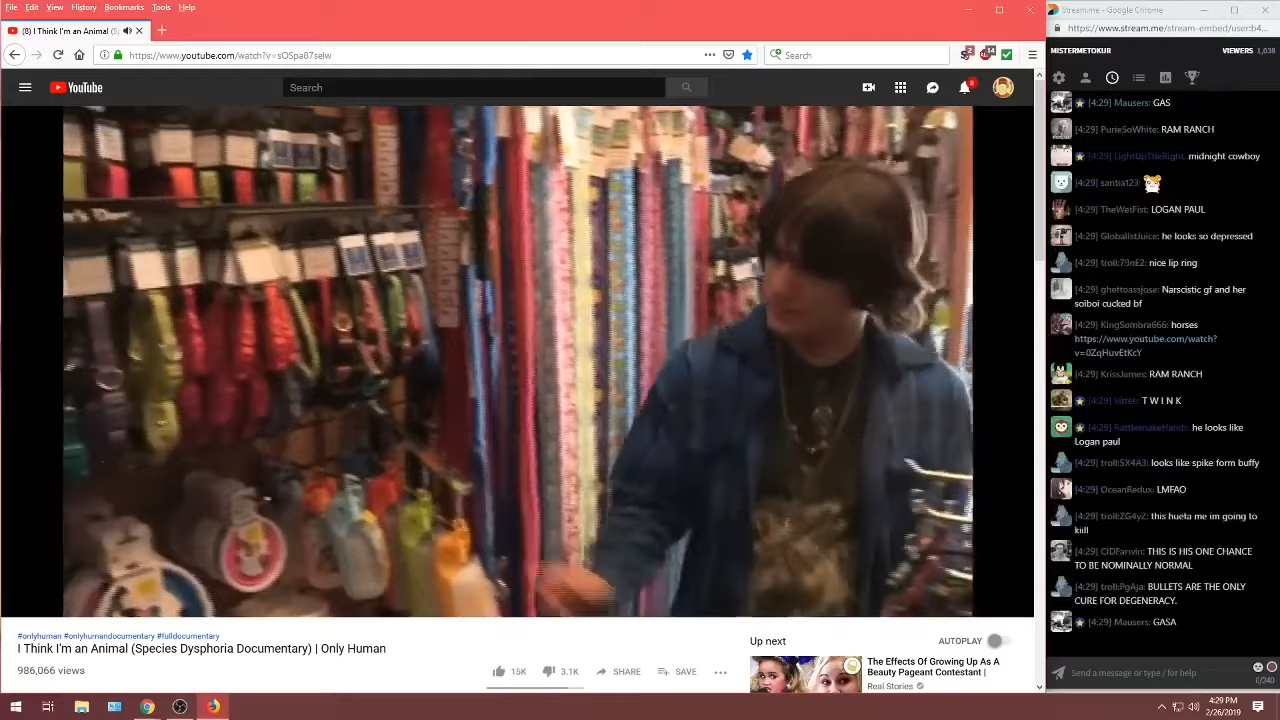 File Edit View History Bookmarks Tools Help
(8) I Think I'm an Animal (S
https://www.youtube.com/watch?v=sOSpa87selw
Search
2
14
YouTube
Search
8
#onlyhuman #onlyhumandocumentary #fulldocumentary
I Think I'm an Animal (Species Dysphoria Documentary) | Only Human
986,066 views
15K
3.1K
SHARE
SAVE
Up next
AUTOPLAY
The Effects Of Growing Up As A
Beauty Pageant Contestant |
Real Stories
Stream.me - Google Chrome
https://www.stream.me/stream-embed/user:b4...
MISTERMETOKUR
VIEWERS 1,038
[4:29] Mausers: GAS
[4:29] PurieSoWhite: RAM RANCH
[4:29] LightUpTheRight: midnight cowboy
[4:29] santia123:
[4:29] TheWetFist: LOGAN PAUL
[4:29] GlobalistJuice: he looks so depressed
[4:29] troll:79nE2: nice lip ring
[4:29] ghettoassjose: Narscistic gf and her
soiboi cucked bf
[4:29] KingSombra666: horses
https://www.youtube.com/watch?
v=0ZqHuvEtKcY
[4:29] KrissJames: RAM RANCH
[4:29] T W I N K
[4:29] RattlesnakeHands: he looks like
Logan paul
[4:29] troll:5X4A3: looks like spike form buffy
[4:29] OceanRedux: LMFAO
[4:29] troll:ZG4yZ: this hueta me im going to
kiill
[4:29] CIDFarwin: THIS IS HIS ONE CHANCE
TO BE NOMINALLY NORMAL
[4:29] troll:PgAja: BULLETS ARE THE ONLY
CURE FOR DEGENERACY.
[4:29] Mausers: GASA
Send a message or type / for help
0/240
4:29 PM
2/26/2019